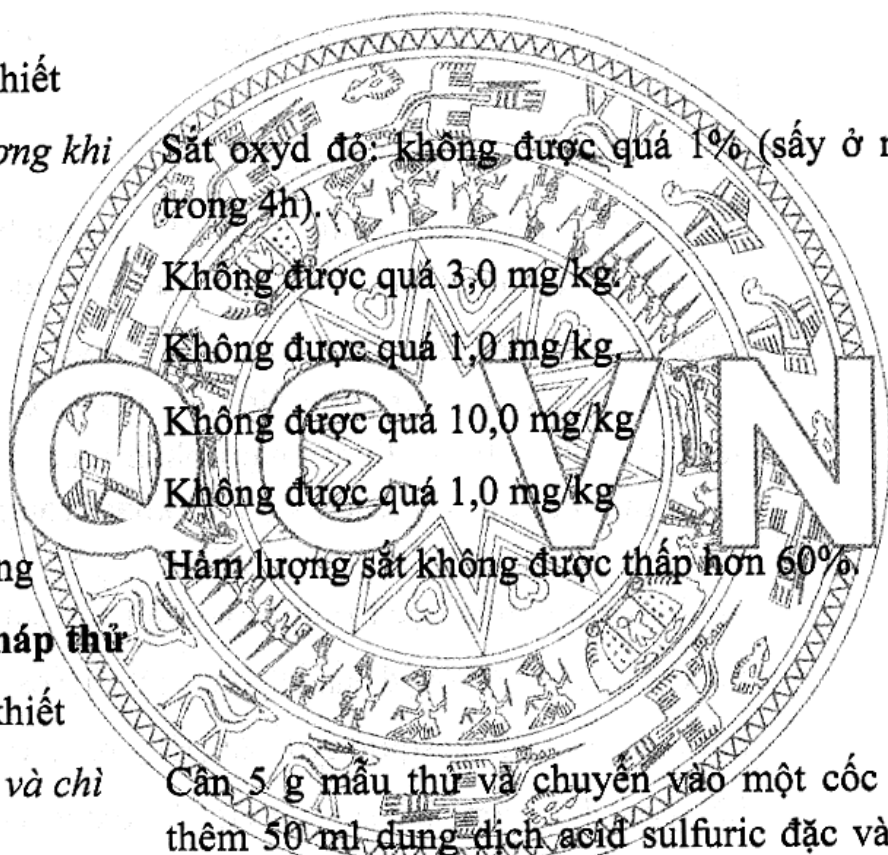 hiết
ơng khi Sắt oxyd đỏ: không được quá 1% (sấy ở
trong 4h).
Không được quá 3,0 mg/kg.
Không được quá 1,0 mg/kg.
Không được quá 10,0 mg/kg
Không được quá 1,0 mg/kg
QCVN
ng Hàm lượng sắt không được thấp hơn 60%.
háp thử
khiết
và chì Cân 5 g mẫu thử và chuyển vào một cốc
thêm 50 ml dung dịch acid sulfuric đặc và